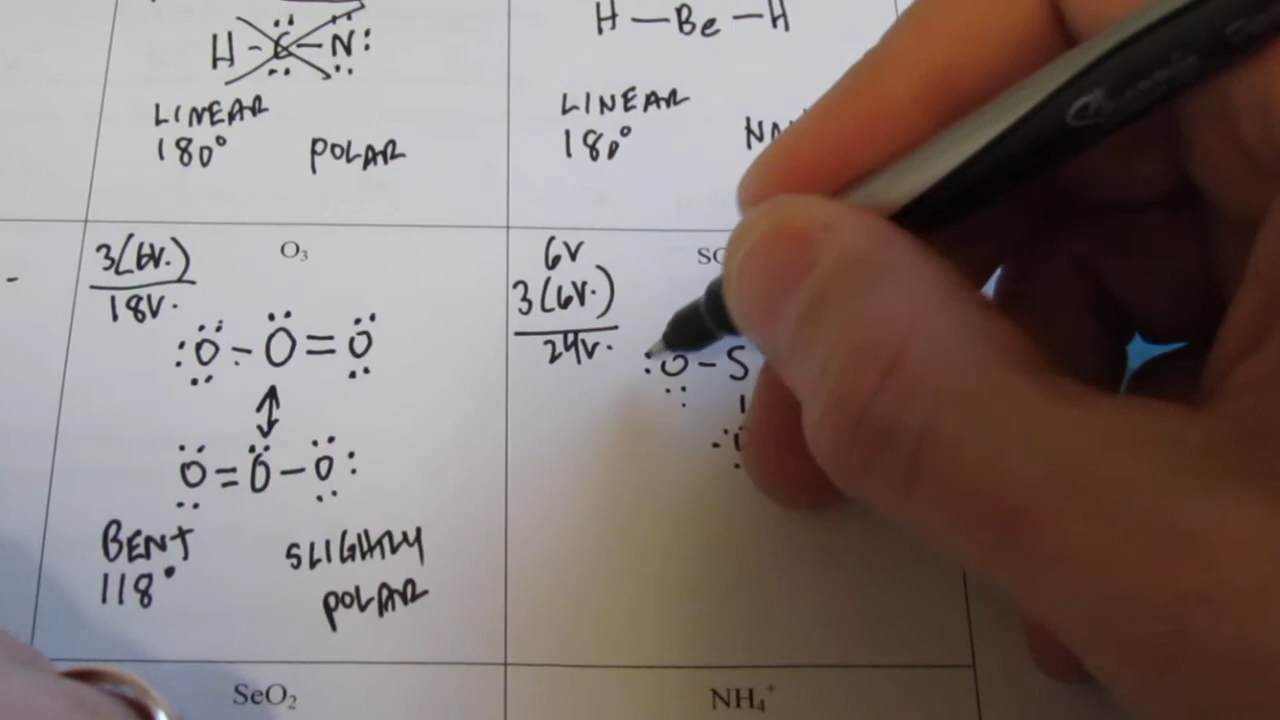 H - C - N:
LINEAR
180° POLAR
H - Be - H
LINEAR
180°
3(6v.)
18v.
O₃
:O - O = O
O = O - O:
BENT
118°
SLIGHTLY
POLAR
6v
3(6v.)
24v.
:O - S
SeO₂
NH₄⁺